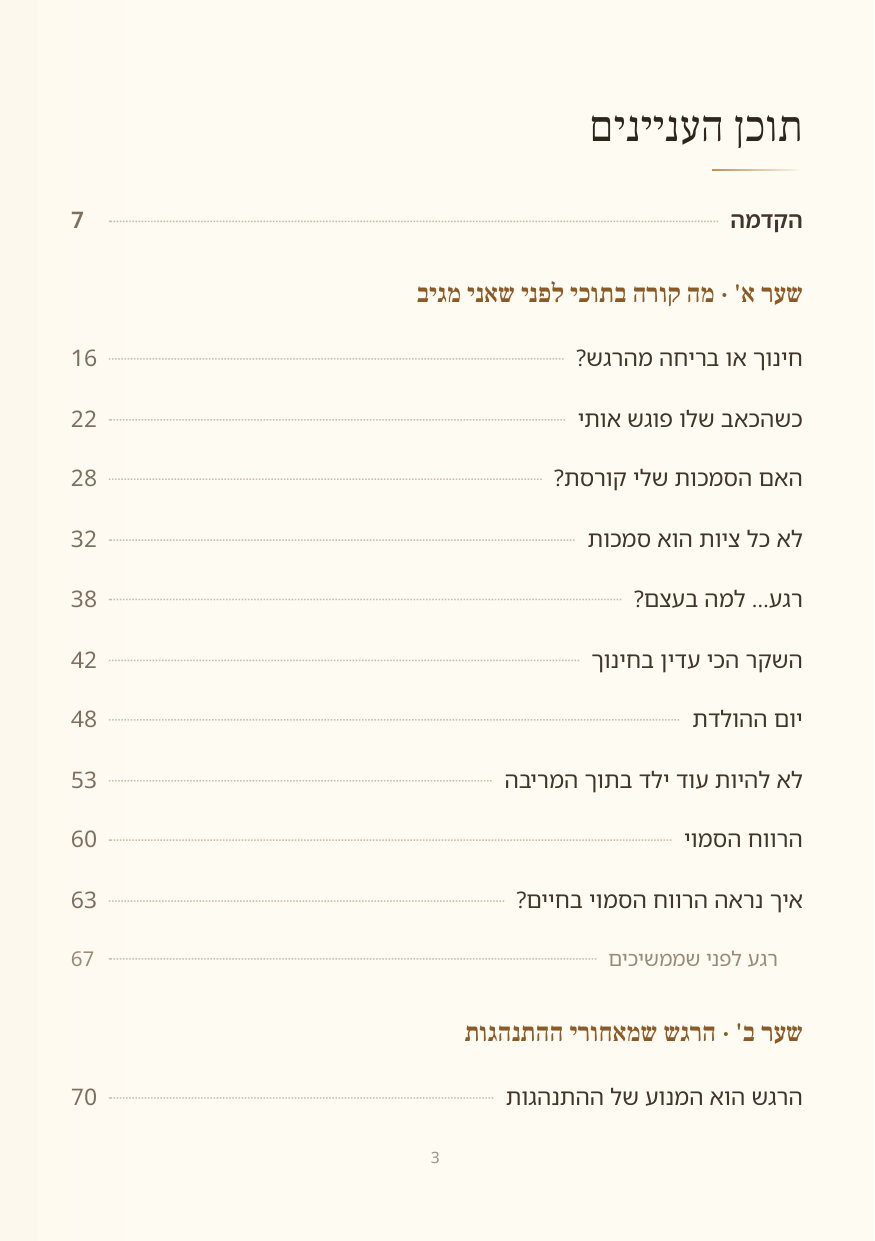 תוכן העניינים
הקדמה 7
שער א' · מה קורה בתוכי לפני שאני מגיב
חינוך או בריחה מהרגש? 16
כשהכאב שלו פוגש אותי 22
האם הסמכות שלי קורסת? 28
לא כל ציות הוא סמכות 32
רגע... למה בעצם? 38
השקר הכי עדין בחינוך 42
יום ההולדת 48
לא להיות עוד ילד בתוך המריבה 53
הרווח הסמוי 60
איך נראה הרווח הסמוי בחיים? 63
רגע לפני שממשיכים 67
שער ב' · הרגש שמאחורי ההתנהגות
הרגש הוא המנוע של ההתנהגות 70
3